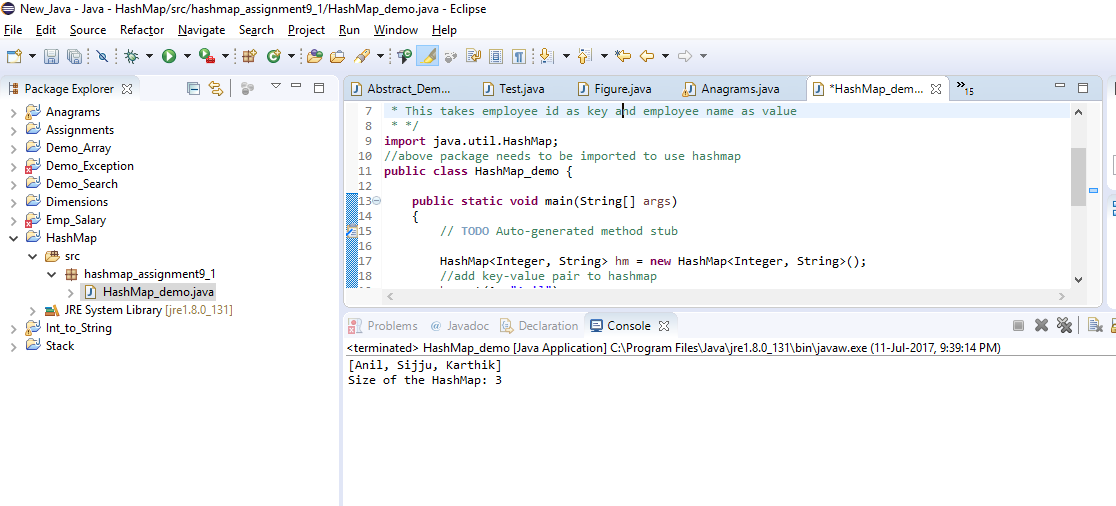 New_Java - Java - HashMap/src/hashmap_assignment9_1/HashMap_demo.java - Eclipse
File Edit Source Refactor Navigate Search Project Run Window Help
Package Explorer
Anagrams
Assignments
Demo_Array
Demo_Exception
Demo_Search
Dimensions
Emp_Salary
HashMap
src
hashmap_assignment9_1
HashMap_demo.java
JRE System Library [jre1.8.0_131]
Int_to_String
Stack
Abstract_Dem... Test.java Figure.java Anagrams.java *HashMap_dem... »15
7 * This takes employee id as key and employee name as value
8 * */
9 import java.util.HashMap;
10 //above package needs to be imported to use hashmap
11 public class HashMap_demo {
12
13 public static void main(String[] args)
14 {
15 // TODO Auto-generated method stub
16
17 HashMap<Integer, String> hm = new HashMap<Integer, String>();
18 //add key-value pair to hashmap
Problems @ Javadoc Declaration Console
<terminated> HashMap_demo [Java Application] C:\Program Files\Java\jre1.8.0_131\bin\javaw.exe (11-Jul-2017, 9:39:14 PM)
[Anil, Sijju, Karthik]
Size of the HashMap: 3